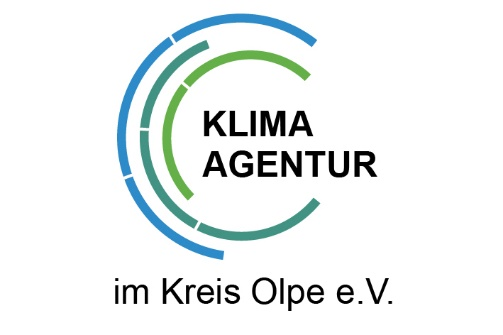 KLIMA
AGENTUR
im Kreis Olpe e.V.